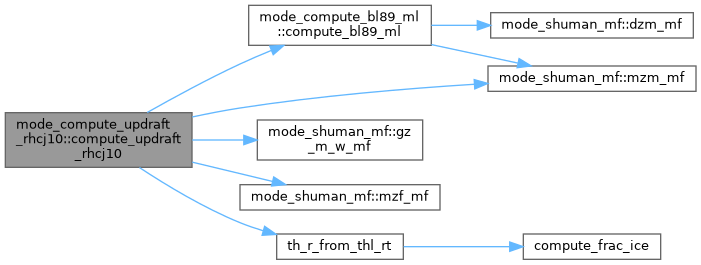 mode_compute_updraft
_rhcj10::compute_updraft
_rhcj10
mode_compute_bl89_ml
::compute_bl89_ml
mode_shuman_mf::dzm_mf
mode_shuman_mf::mzm_mf
mode_shuman_mf::gz
_m_w_mf
mode_shuman_mf::mzf_mf
th_r_from_thl_rt
compute_frac_ice